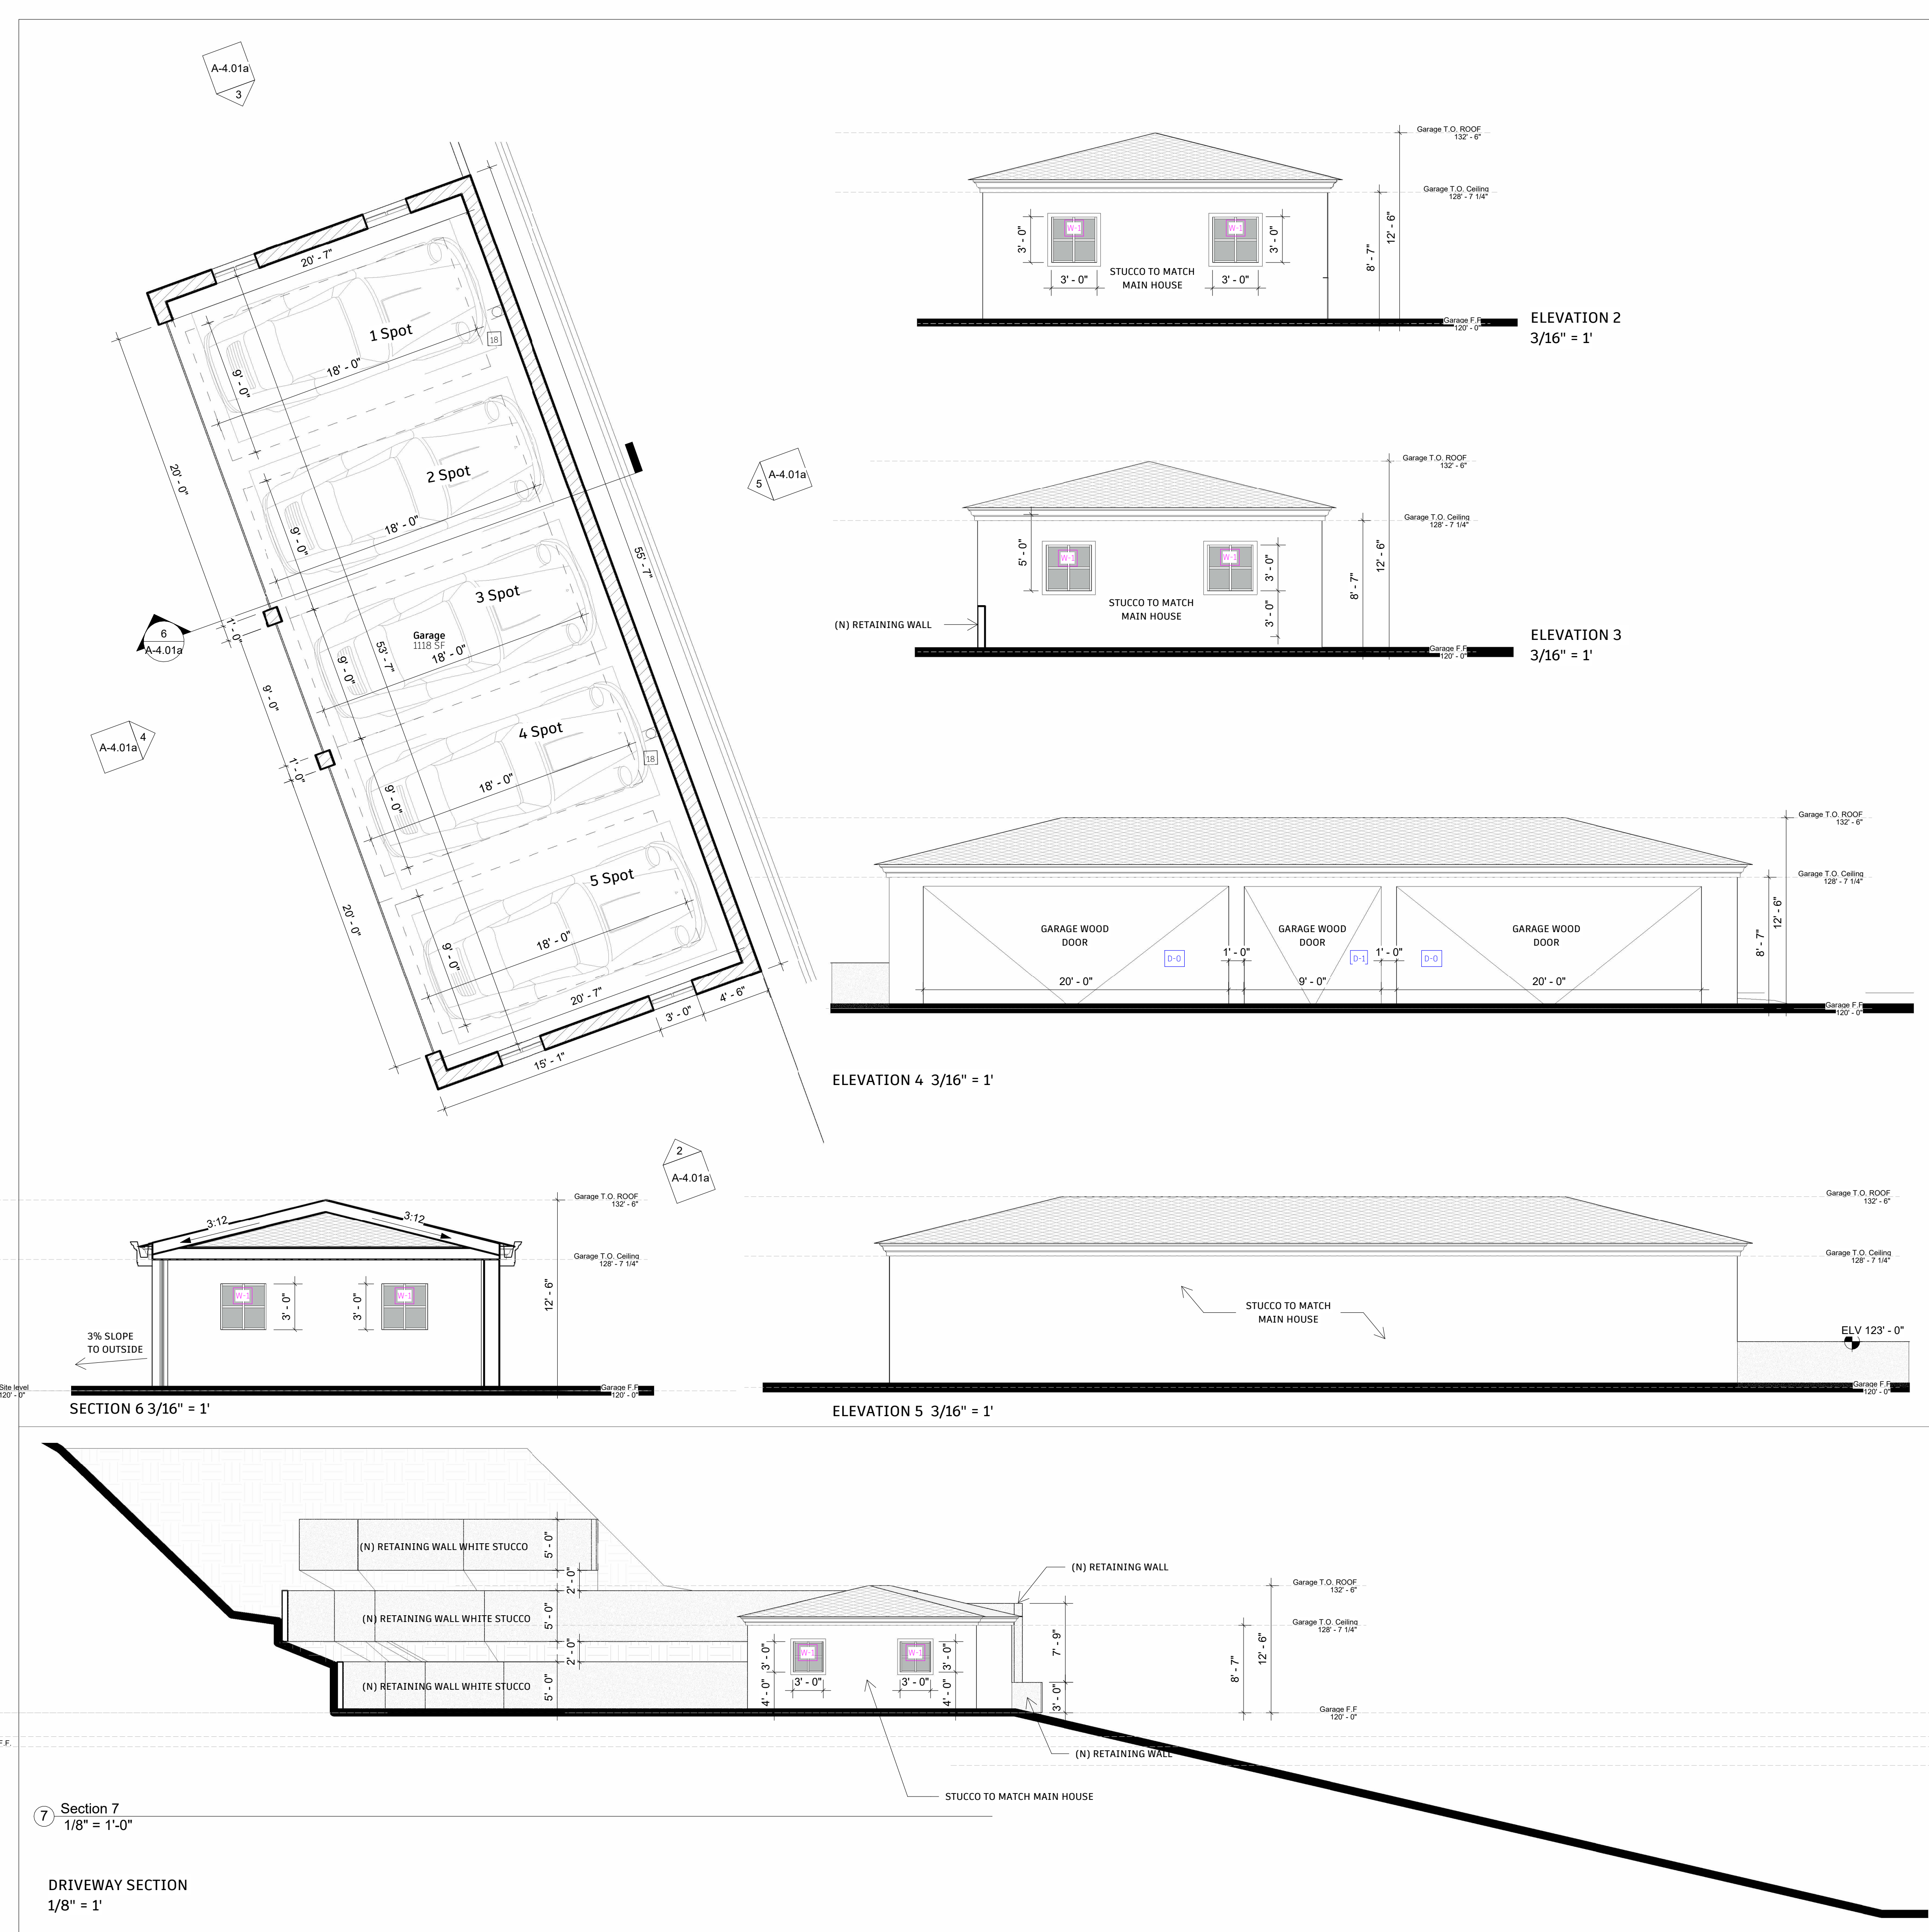 A-4.01a
3
20' - 7"
1 Spot
18
18' - 0"
9' - 0"
2 Spot
18' - 0"
9' - 0"
20' - 0"
A-4.01a
5
55' - 7"
3 Spot
Garage
1118 SF
18' - 0"
53' - 7"
9' - 0"
1' - 0"
6
A-4.01a
9' - 0"
4 Spot
A-4.01a
4
18
1' - 0"
18' - 0"
9' - 0"
5 Spot
20' - 0"
18' - 0"
9' - 0"
20' - 7"
4' - 6"
3' - 0"
15' - 1"
2
A-4.01a
Garage T.O. ROOF
132' - 6"
Garage T.O. Ceiling
128' - 7 1/4"
W-1
W-1
3' - 0"
3' - 0"
3' - 0"
3' - 0"
STUCCO TO MATCH
MAIN HOUSE
8' - 7"
12' - 6"
Garage F.F
120' - 0"
ELEVATION 2
3/16" = 1'
Garage T.O. ROOF
132' - 6"
Garage T.O. Ceiling
128' - 7 1/4"
5' - 0"
W-1
W-1
3' - 0"
3' - 0"
8' - 7"
12' - 6"
STUCCO TO MATCH
MAIN HOUSE
(N) RETAINING WALL
Garage F.F
120' - 0"
ELEVATION 3
3/16" = 1'
Garage T.O. ROOF
132' - 6"
Garage T.O. Ceiling
128' - 7 1/4"
GARAGE WOOD
DOOR
GARAGE WOOD
DOOR
GARAGE WOOD
DOOR
D-0
1' - 0"
D-1
1' - 0"
D-0
20' - 0"
9' - 0"
20' - 0"
8' - 7"
12' - 6"
Garage F.F
120' - 0"
ELEVATION 4 3/16" = 1'
Garage T.O. ROOF
132' - 6"
3:12
3:12
Garage T.O. Ceiling
128' - 7 1/4"
W-1
W-1
3' - 0"
3' - 0"
12' - 6"
3% SLOPE
TO OUTSIDE
Site level
120' - 0"
Garage F.F
120' - 0"
SECTION 6 3/16" = 1'
Garage T.O. ROOF
132' - 6"
Garage T.O. Ceiling
128' - 7 1/4"
STUCCO TO MATCH
MAIN HOUSE
ELV 123' - 0"
Garage F.F
120' - 0"
ELEVATION 5 3/16" = 1'
(N) RETAINING WALL WHITE STUCCO
5' - 0"
2' - 0"
(N) RETAINING WALL WHITE STUCCO
5' - 0"
2' - 0"
(N) RETAINING WALL WHITE STUCCO
5' - 0"
(N) RETAINING WALL
Garage T.O. ROOF
132' - 6"
Garage T.O. Ceiling
128' - 7 1/4"
W-1
W-1
3' - 0"
3' - 0"
3' - 0"
3' - 0"
4' - 0"
4' - 0"
7' - 9"
3' - 0"
8' - 7"
12' - 6"
Garage F.F
120' - 0"
F.F.
(N) RETAINING WALL
STUCCO TO MATCH MAIN HOUSE
7
Section 7
1/8" = 1'-0"
DRIVEWAY SECTION
1/8" = 1'